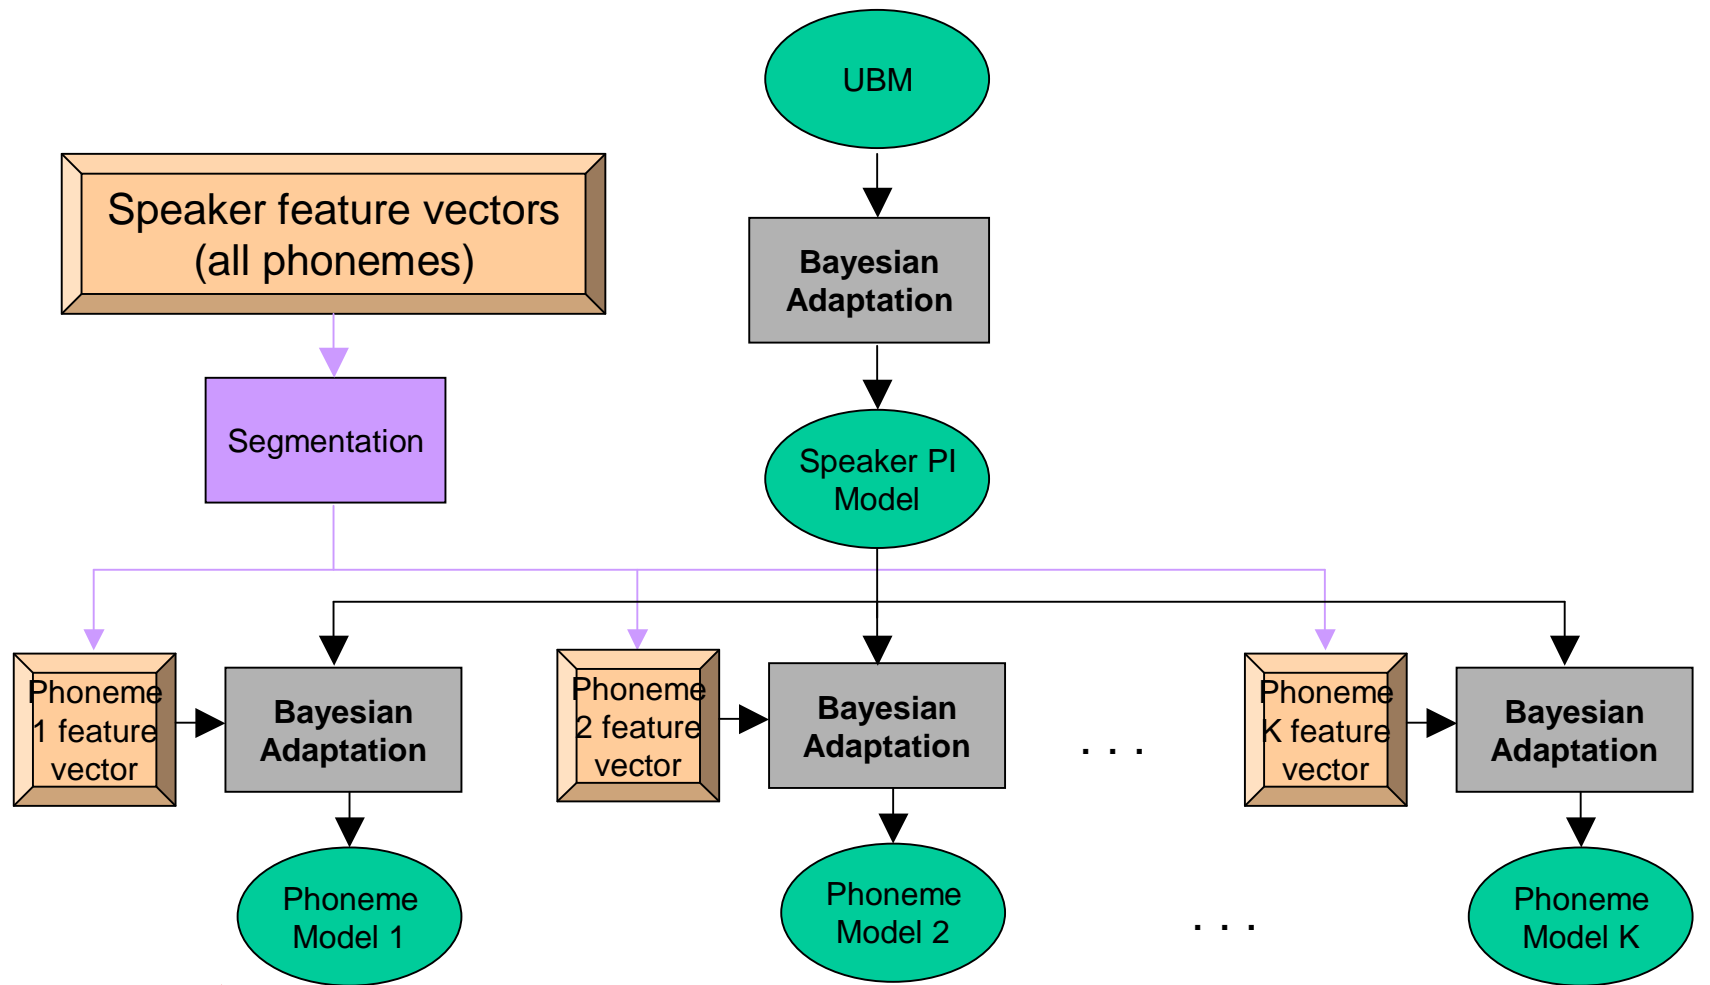 UBM
Speaker feature vectors
(all phonemes)
Bayesian
Adaptation
Segmentation
Speaker PI
Model
Phoneme
1 feature
vector
Bayesian
Adaptation
Phoneme
2 feature
vector
Bayesian
Adaptation
. . .
Phoneme
K feature
vector
Bayesian
Adaptation
Phoneme
Model 1
Phoneme
Model 2
. . .
Phoneme
Model K